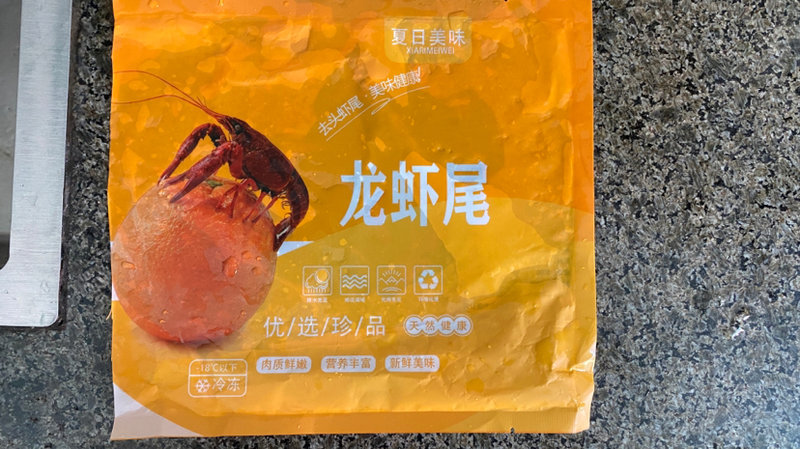 夏日美味
XIARIMEIWEI
去头虾尾·美味健康!
龙虾尾
优/选/珍/品
天然健康
-18℃以下
冷冻
肉质鲜嫩
营养丰富
新鲜美味